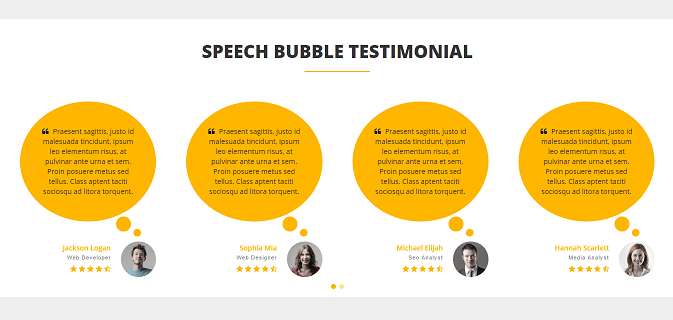 SPEECH BUBBLE TESTIMONIAL
❝ Praesent sagittis, justo id
malesuada tincidunt, ipsum
leo elementum risus, at
pulvinar ante urna et sem.
Proin posuere metus sed
tellus. Class aptent taciti
sociosqu ad litora torquent.
Jackson Logan
Web Developer
❝ Praesent sagittis, justo id
malesuada tincidunt, ipsum
leo elementum risus, at
pulvinar ante urna et sem.
Proin posuere metus sed
tellus. Class aptent taciti
sociosqu ad litora torquent.
Sophia Mia
Web Designer
❝ Praesent sagittis, justo id
malesuada tincidunt, ipsum
leo elementum risus, at
pulvinar ante urna et sem.
Proin posuere metus sed
tellus. Class aptent taciti
sociosqu ad litora torquent.
Michael Elijah
Seo Analyst
❝ Praesent sagittis, justo id
malesuada tincidunt, ipsum
leo elementum risus, at
pulvinar ante urna et sem.
Proin posuere metus sed
tellus. Class aptent taciti
sociosqu ad litora torquent.
Hannah Scarlett
Media Analyst